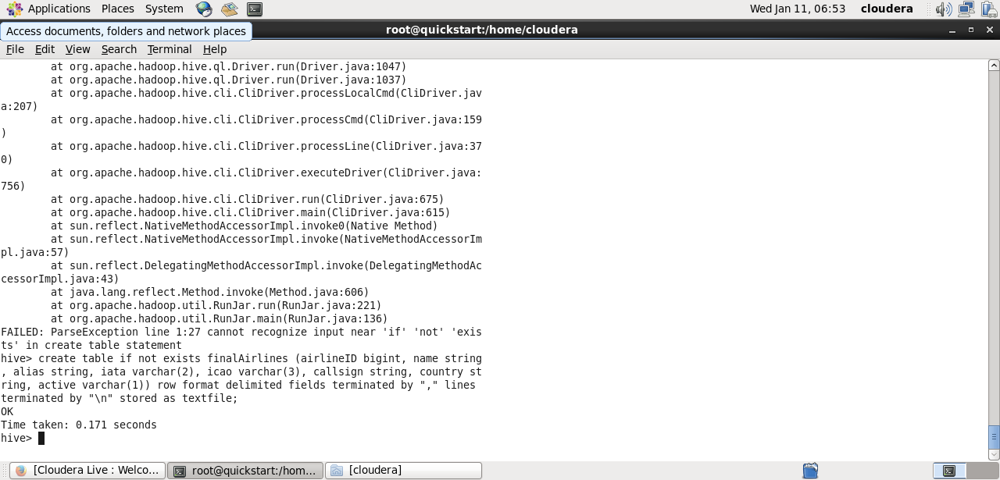 Applications Places System Wed Jan 11, 06:53 cloudera
Access documents, folders and network places
root@quickstart:/home/cloudera
File Edit View Search Terminal Help
at org.apache.hadoop.hive.ql.Driver.run(Driver.java:1047)
at org.apache.hadoop.hive.ql.Driver.run(Driver.java:1037)
at org.apache.hadoop.hive.cli.CliDriver.processLocalCmd(CliDriver.jav
a:207)
at org.apache.hadoop.hive.cli.CliDriver.processCmd(CliDriver.java:159
)
at org.apache.hadoop.hive.cli.CliDriver.processLine(CliDriver.java:37
0)
at org.apache.hadoop.hive.cli.CliDriver.executeDriver(CliDriver.java:
756)
at org.apache.hadoop.hive.cli.CliDriver.run(CliDriver.java:675)
at org.apache.hadoop.hive.cli.CliDriver.main(CliDriver.java:615)
at sun.reflect.NativeMethodAccessorImpl.invoke0(Native Method)
at sun.reflect.NativeMethodAccessorImpl.invoke(NativeMethodAccessorIm
pl.java:57)
at sun.reflect.DelegatingMethodAccessorImpl.invoke(DelegatingMethodAc
cessorImpl.java:43)
at java.lang.reflect.Method.invoke(Method.java:606)
at org.apache.hadoop.util.RunJar.run(RunJar.java:221)
at org.apache.hadoop.util.RunJar.main(RunJar.java:136)
FAILED: ParseException line 1:27 cannot recognize input near 'if' 'not' 'exis
ts' in create table statement
hive> create table if not exists finalAirlines (airlineID bigint, name string
, alias string, iata varchar(2), icao varchar(3), callsign string, country st
ring, active varchar(1)) row format delimited fields terminated by "," lines
terminated by "\n" stored as textfile;
OK
Time taken: 0.171 seconds
hive>
[Cloudera Live : Welco... root@quickstart:/hom... [cloudera]